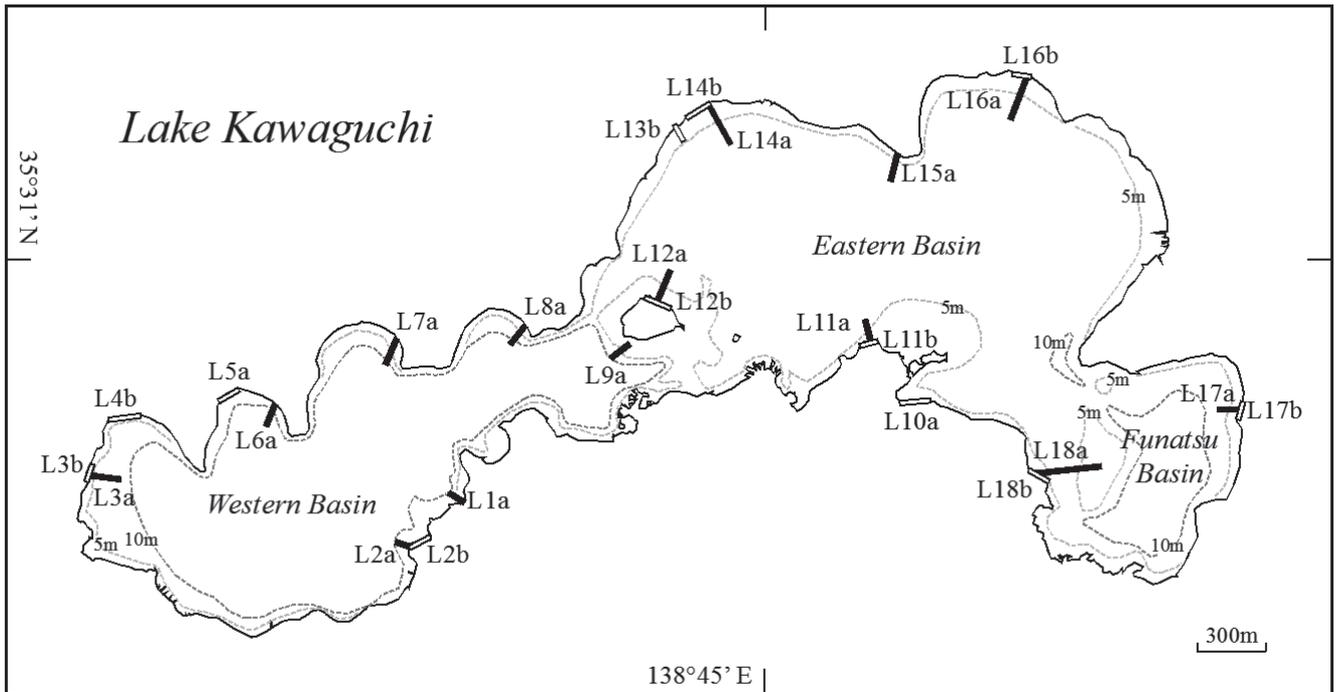 L16b
L14b
L16a
Lake Kawaguchi
L13b
L14a
35°31’ N
L15a
5m
Eastern Basin
L12a
L12b
5m
L8a
L7a
L11a
L11b
10m
L9a
5m
L5a
L17a
L4b
5m
L17b
L10a
L6a
Funatsu
Basin
L18a
L3b
L3a
L18b
Western Basin
L1a
5m
10m
L2a
L2b
10m
300m
138°45’ E